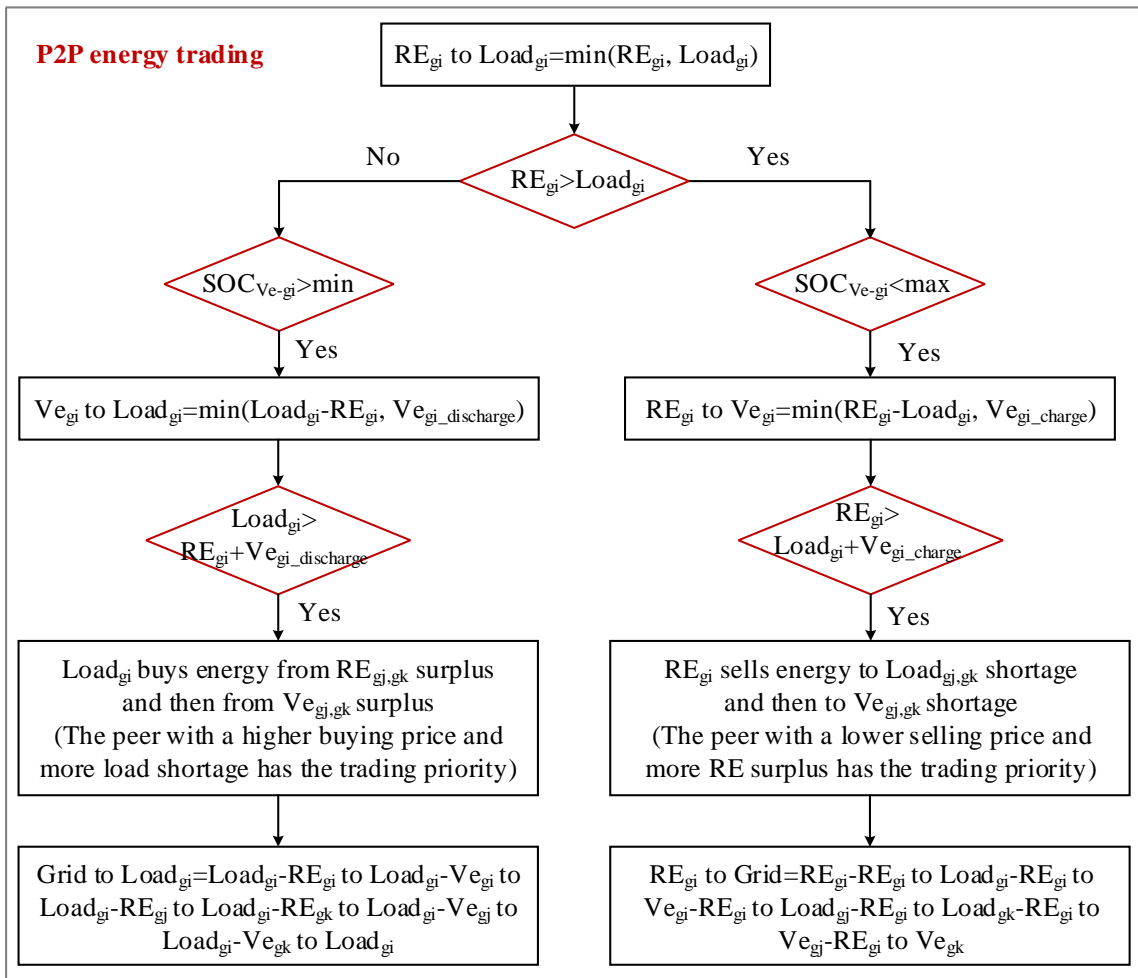 P2P energy trading
RE_gi to Load_gi=min(RE_gi, Load_gi)
No
Yes
RE_gi>Load_gi
SOC_Ve-gi>min
SOC_Ve-gi<max
Yes
Yes
Ve_gi to Load_gi=min(Load_gi-RE_gi, Ve_gi_discharge)
RE_gi to Ve_gi=min(RE_gi-Load_gi, Ve_gi_charge)
Load_gi>
RE_gi+Ve_gi_discharge
RE_gi>
Load_gi+Ve_gi_charge
Yes
Yes
Load_gi buys energy from RE_gj,gk surplus
and then from Ve_gj,gk surplus
(The peer with a higher buying price and
more load shortage has the trading priority)
RE_gi sells energy to Load_gj,gk shortage
and then to Ve_gj,gk shortage
(The peer with a lower selling price and
more RE surplus has the trading priority)
Grid to Load_gi=Load_gi-RE_gi to Load_gi-Ve_gi to
Load_gi-RE_gj to Load_gi-RE_gk to Load_gi-Ve_gj to
Load_gi-Ve_gk to Load_gi
RE_gi to Grid=RE_gi-RE_gi to Load_gi-RE_gi to
Ve_gi-RE_gi to Load_gj-RE_gi to Load_gk-RE_gi to
Ve_gj-RE_gi to Ve_gk